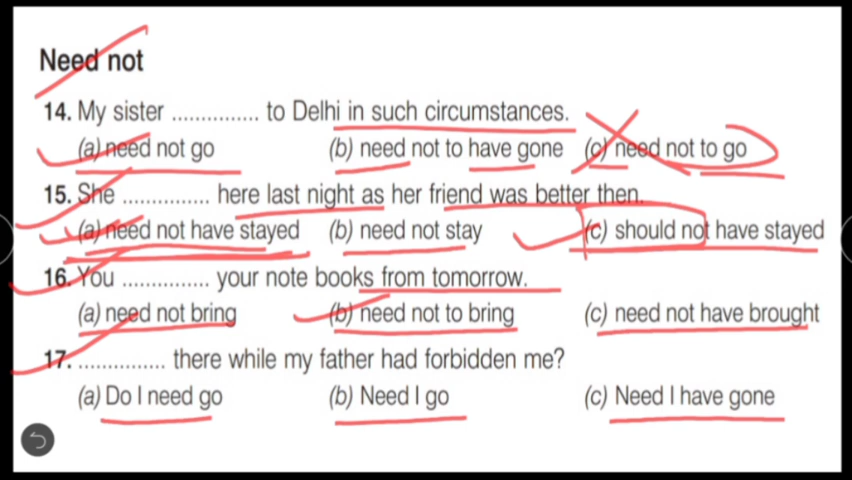 Need not
14. My sister ............... to Delhi in such circumstances.
(a) need not go (b) need not to have gone (c) need not to go
15. She ............... here last night as her friend was better then.
(a) need not have stayed (b) need not stay (c) should not have stayed
16. You ............... your note books from tomorrow.
(a) need not bring (b) need not to bring (c) need not have brought
17. ............... there while my father had forbidden me?
(a) Do I need go (b) Need I go (c) Need I have gone